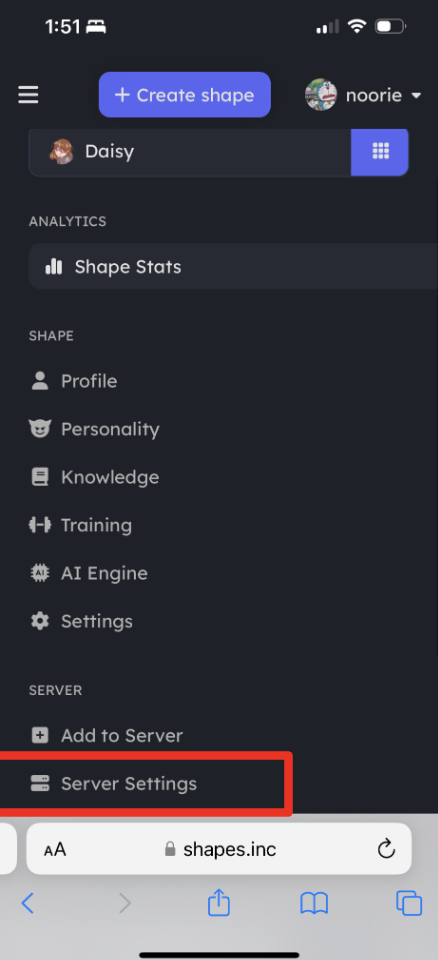 1:51
+ Create shape
noorie
Daisy
ANALYTICS
Shape Stats
SHAPE
Profile
Personality
Knowledge
Training
AI Engine
Settings
SERVER
Add to Server
Server Settings
AA
shapes.inc